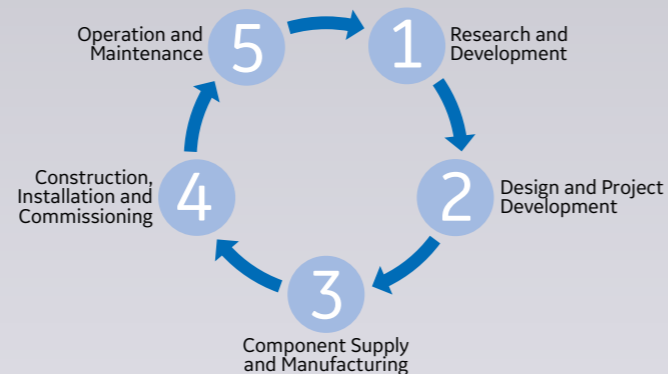 1
Research and
Development
2
Design and Project
Development
3
Component Supply
and Manufacturing
4
Construction,
Installation and
Commissioning
5
Operation and
Maintenance